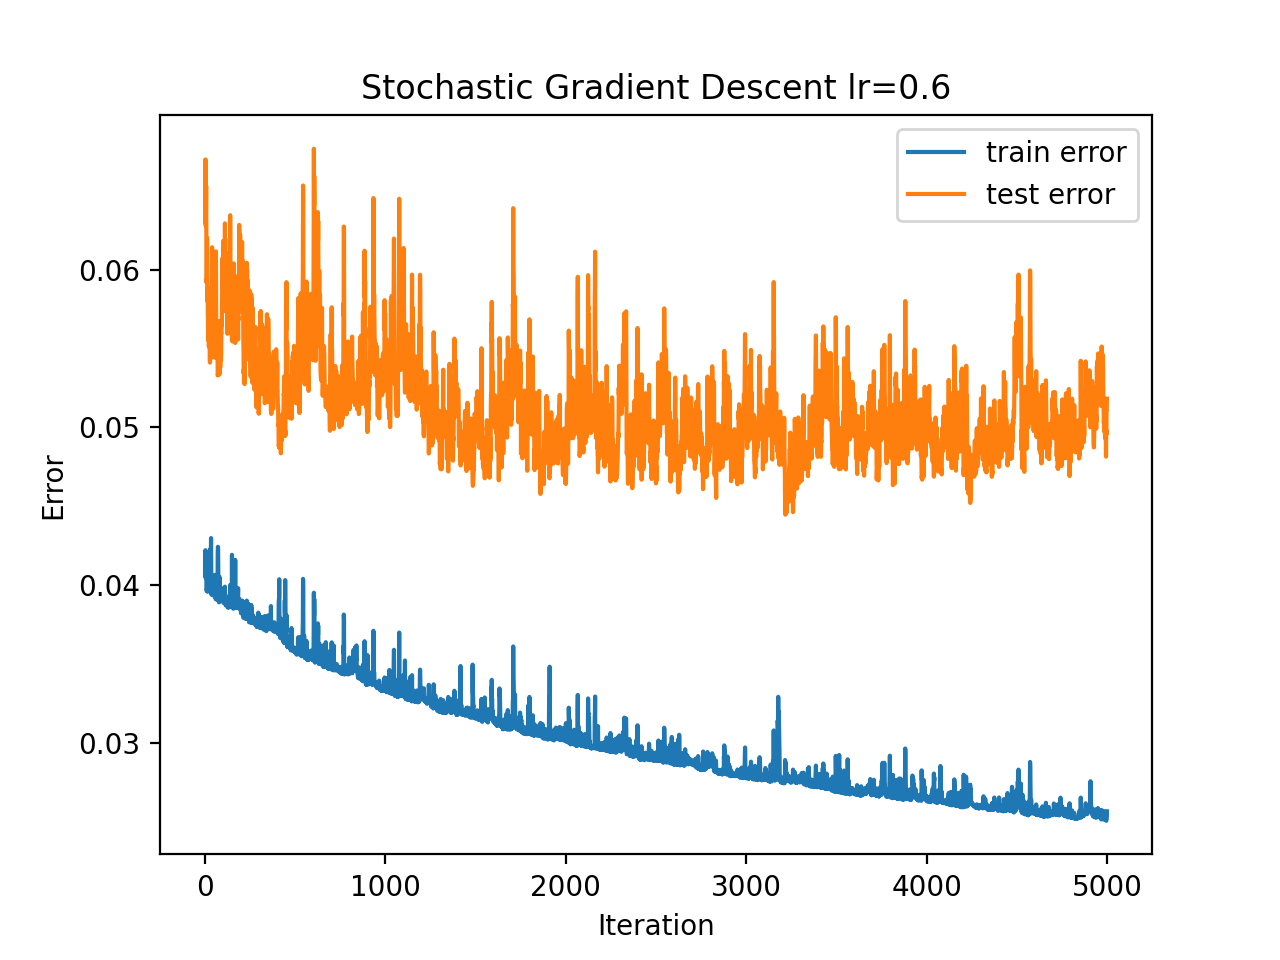 Stochastic Gradient Descent lr=0.6
train error
test error
0.06
0.05
0.04
0.03
Error
0
1000
2000
3000
4000
5000
Iteration